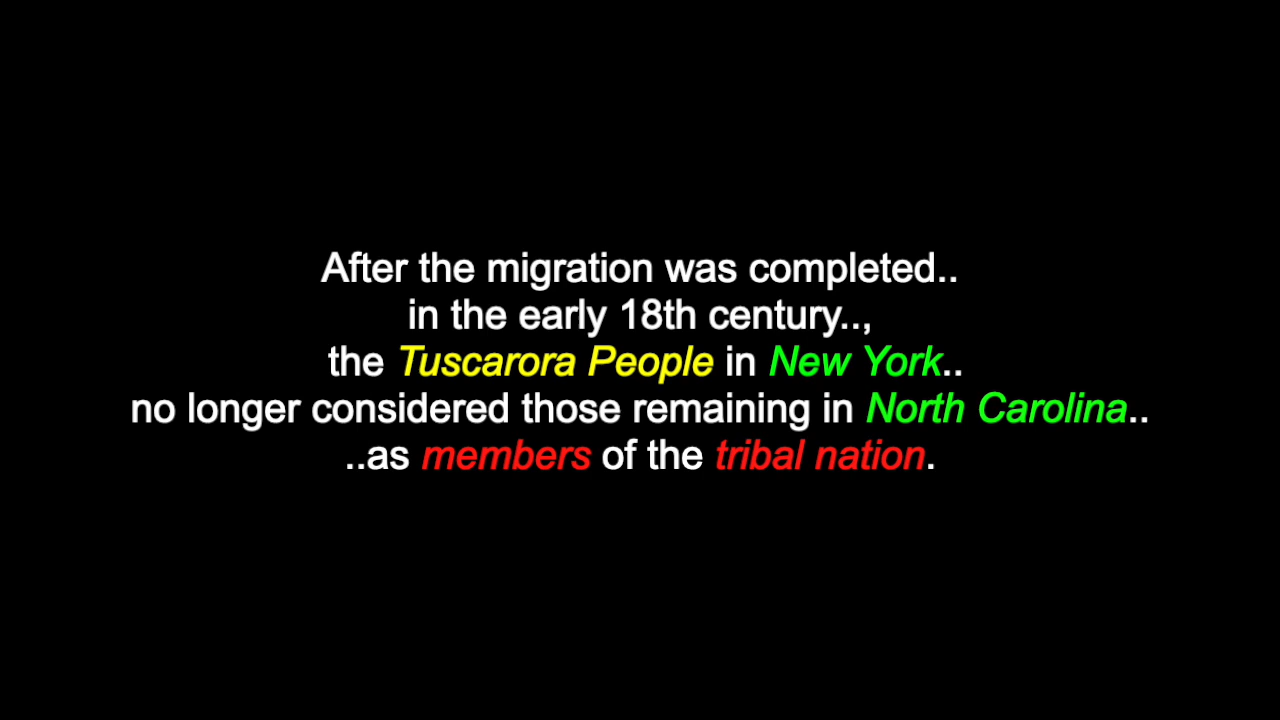 After the migration was completed..
in the early 18th century..,
the Tuscarora People in New York..
no longer considered those remaining in North Carolina..
..as members of the tribal nation.